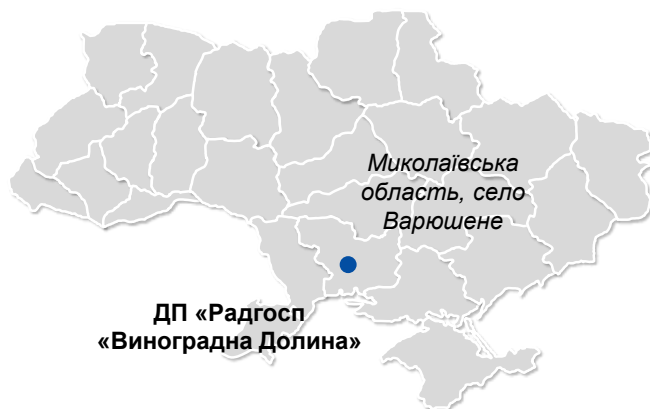 Миколаївська
область, село
Варюшене
ДП «Радгосп
«Виноградна Долина»